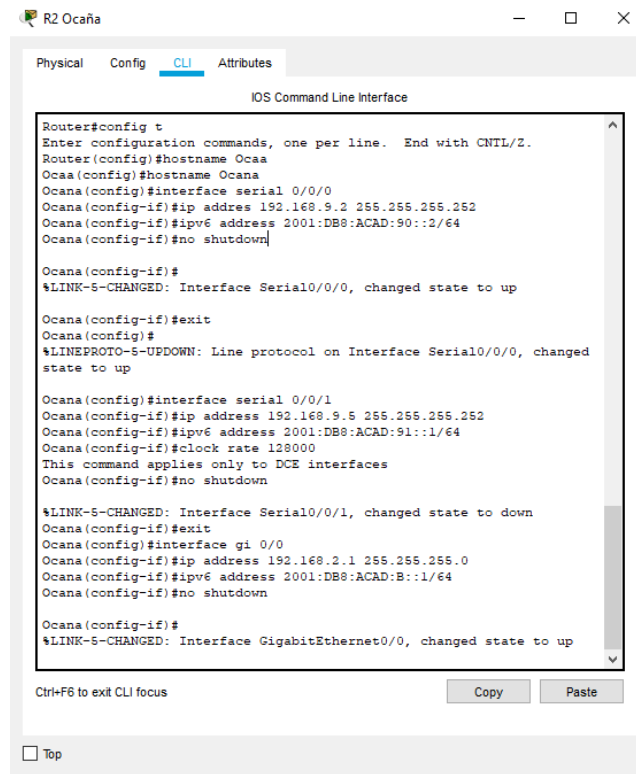 R2 Ocaña
Physical Config CLI Attributes
IOS Command Line Interface
Router#config t
Enter configuration commands, one per line.  End with CNTL/Z.
Router(config)#hostname Ocaa
Ocaa(config)#hostname Ocana
Ocana(config)#interface serial 0/0/0
Ocana(config-if)#ip addres 192.168.9.2 255.255.255.252
Ocana(config-if)#ipv6 address 2001:DB8:ACAD:90::2/64
Ocana(config-if)#no shutdown
Ocana(config-if)#
%LINK-5-CHANGED: Interface Serial0/0/0, changed state to up
Ocana(config-if)#exit
Ocana(config)#
%LINEPROTO-5-UPDOWN: Line protocol on Interface Serial0/0/0, changed
state to up
Ocana(config)#interface serial 0/0/1
Ocana(config-if)#ip address 192.168.9.5 255.255.255.252
Ocana(config-if)#ipv6 address 2001:DB8:ACAD:91::1/64
Ocana(config-if)#clock rate 128000
This command applies only to DCE interfaces
Ocana(config-if)#no shutdown
%LINK-5-CHANGED: Interface Serial0/0/1, changed state to down
Ocana(config-if)#exit
Ocana(config)#interface gi 0/0
Ocana(config-if)#ip address 192.168.2.1 255.255.255.0
Ocana(config-if)#ipv6 address 2001:DB8:ACAD:B::1/64
Ocana(config-if)#no shutdown
Ocana(config-if)#
%LINK-5-CHANGED: Interface GigabitEthernet0/0, changed state to up
Ctrl+F6 to exit CLI focus Copy Paste
Top